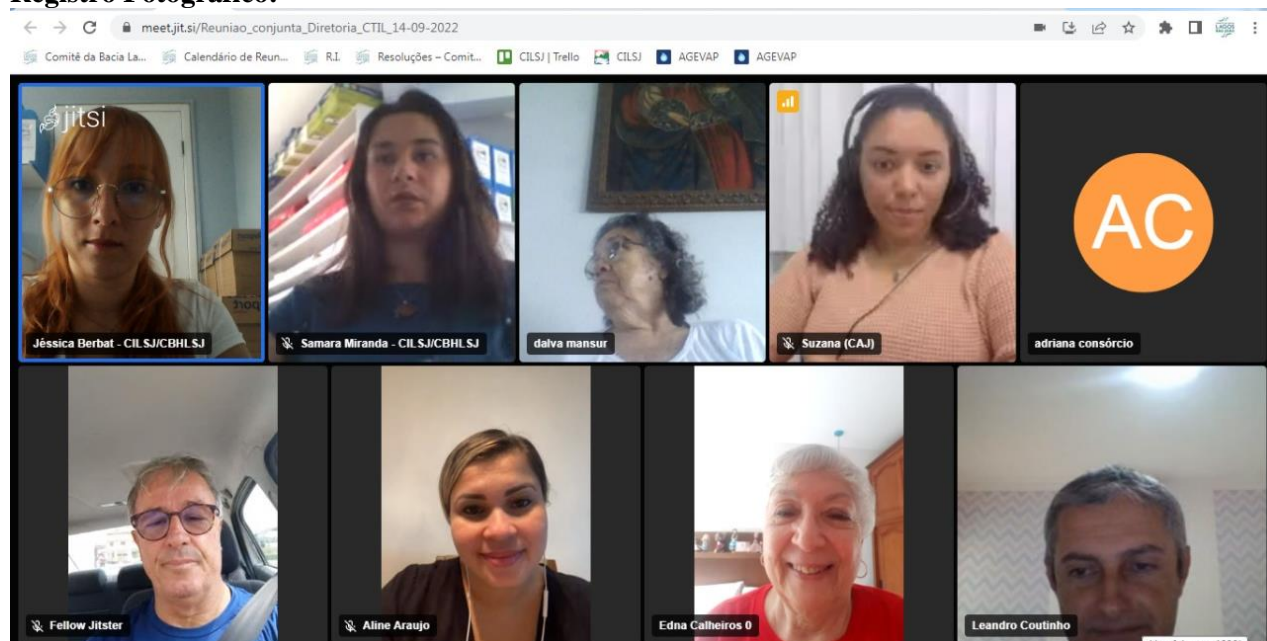 Registro Fotográfico:
meet.jit.si/Reuniao_conjunta_Diretoria_CTIL_14-09-2022
Comitê da Bacia La... Calendário de Reun... R.I. Resoluções – Comit... CILSJ | Trello CILSJ AGEVAP AGEVAP
jitsi
Jéssica Berbat - CILSJ/CBHLSJ
Samara Miranda - CILSJ/CBHLSJ
dalva mansur
Suzana (CAJ)
AC
adriana consórcio
Fellow Jitster
Aline Araujo
Edna Calheiros 0
Leandro Coutinho